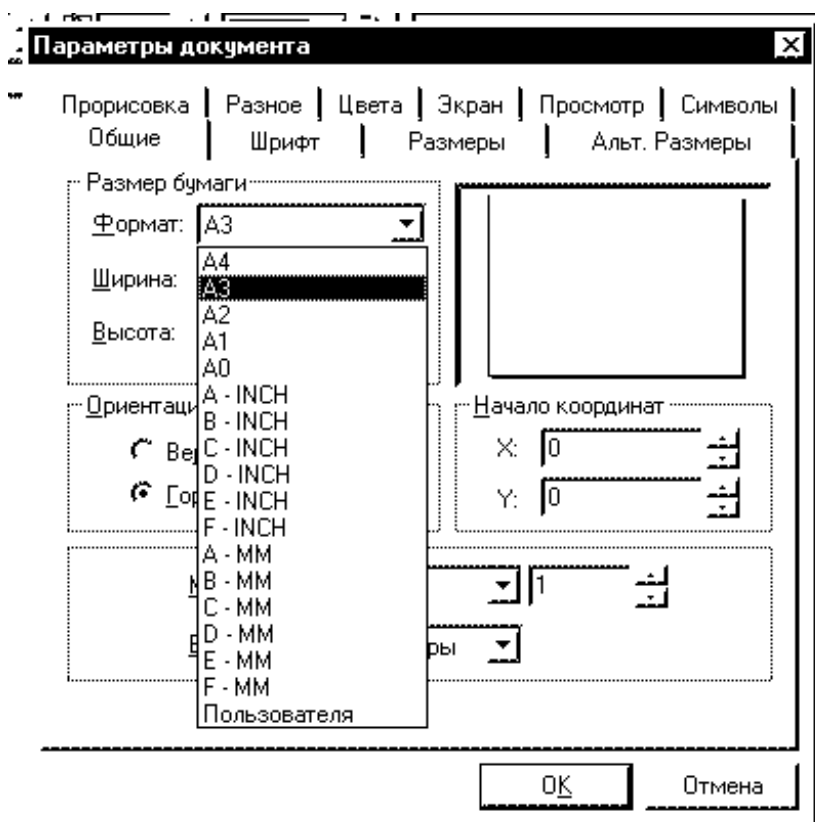 Параметры документа
Прорисовка Разное Цвета Экран Просмотр Символы
Общие Шрифт Размеры Альт. Размеры
Размер бумаги
Формат: A3
Ширина:
Высота:
A4
A3
A2
A1
A0
A - INCH
B - INCH
C - INCH
D - INCH
E - INCH
F - INCH
A - MM
B - MM
C - MM
D - MM
E - MM
F - MM
Пользователя
Начало координат
X: 0
Y: 0
1
OK Отмена